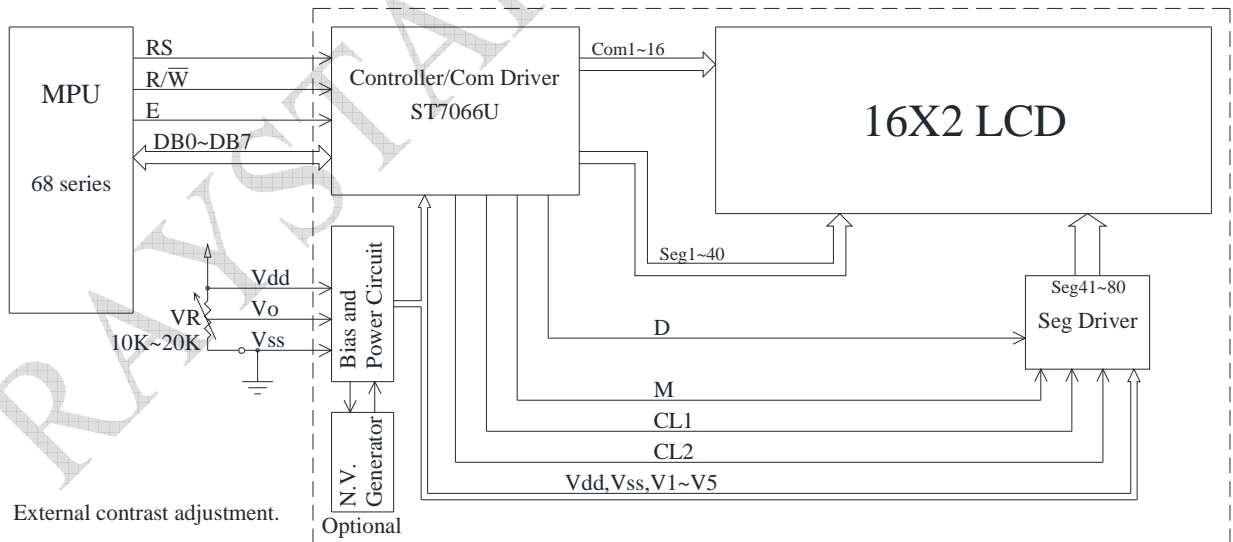 MPU
68 series
RS
R/W̅
E
DB0~DB7
Controller/Com Driver
ST7066U
Com1~16
16X2 LCD
Seg1~40
Seg41~80
Seg Driver
Vdd
Vo
Vss
VR
10K~20K
Bias and
Power Circuit
N.V.
Generator
Optional
D
M
CL1
CL2
Vdd,Vss,V1~V5
External contrast adjustment.
RAYSTA